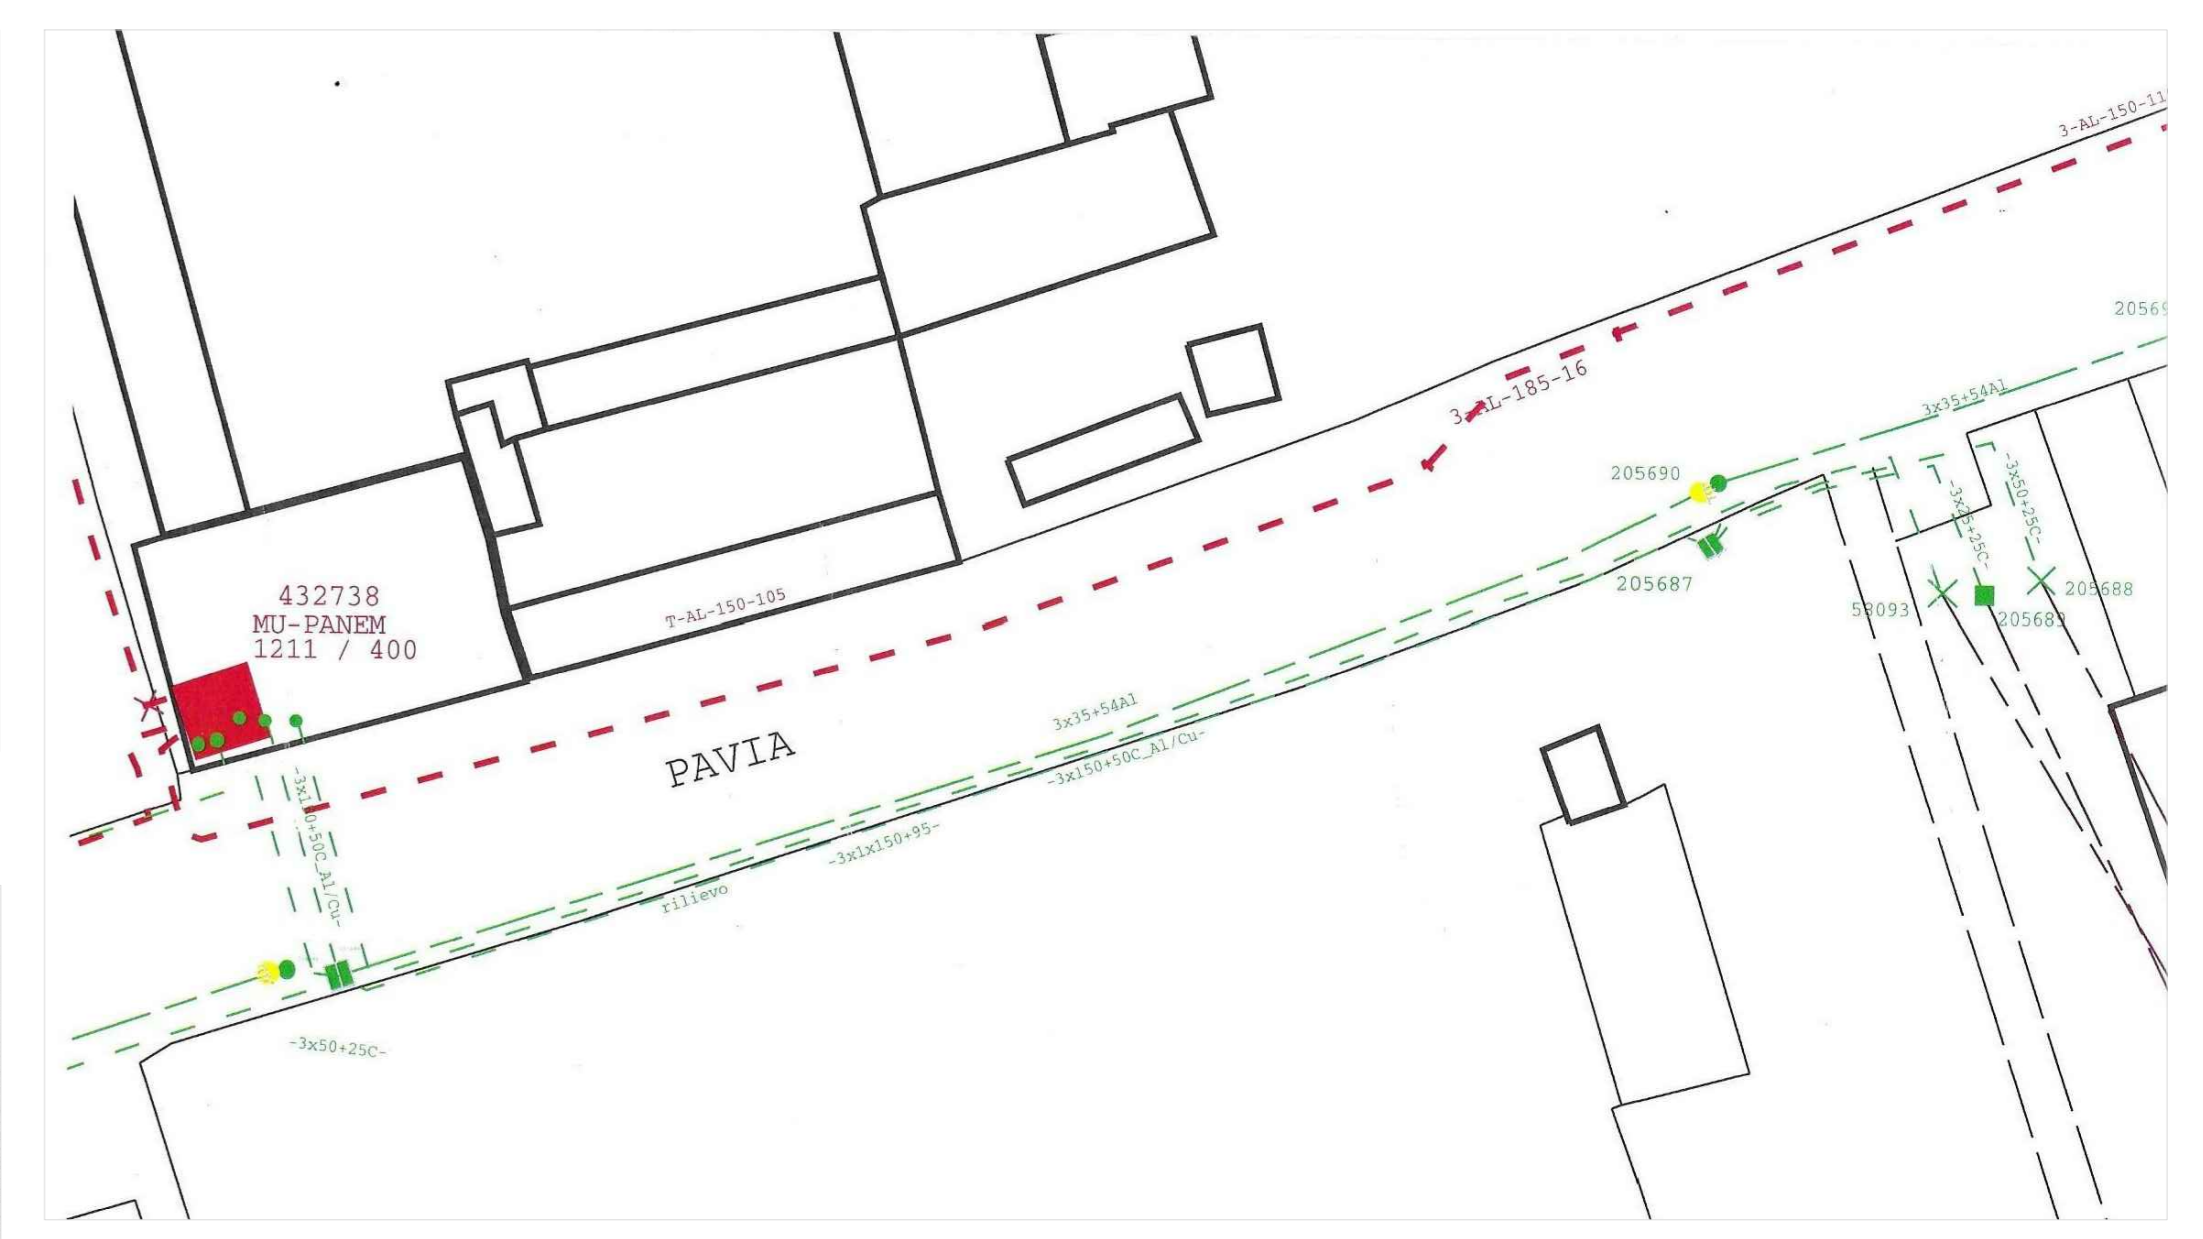 3-AL-150-11
2056
3-AL-185-16
3x35+54Al
205690
-3x50+25C-
-3x25+25C-
205687
58093
205688
205683
432738
MU-PANEM
1211 / 400
T-AL-150-105
3x35+54Al
PAVIA
-3x150+50C_Al/Cu-
-3x150+50C_Al/Cu-
-3x1x150+95-
rilievo
-3x50+25C-